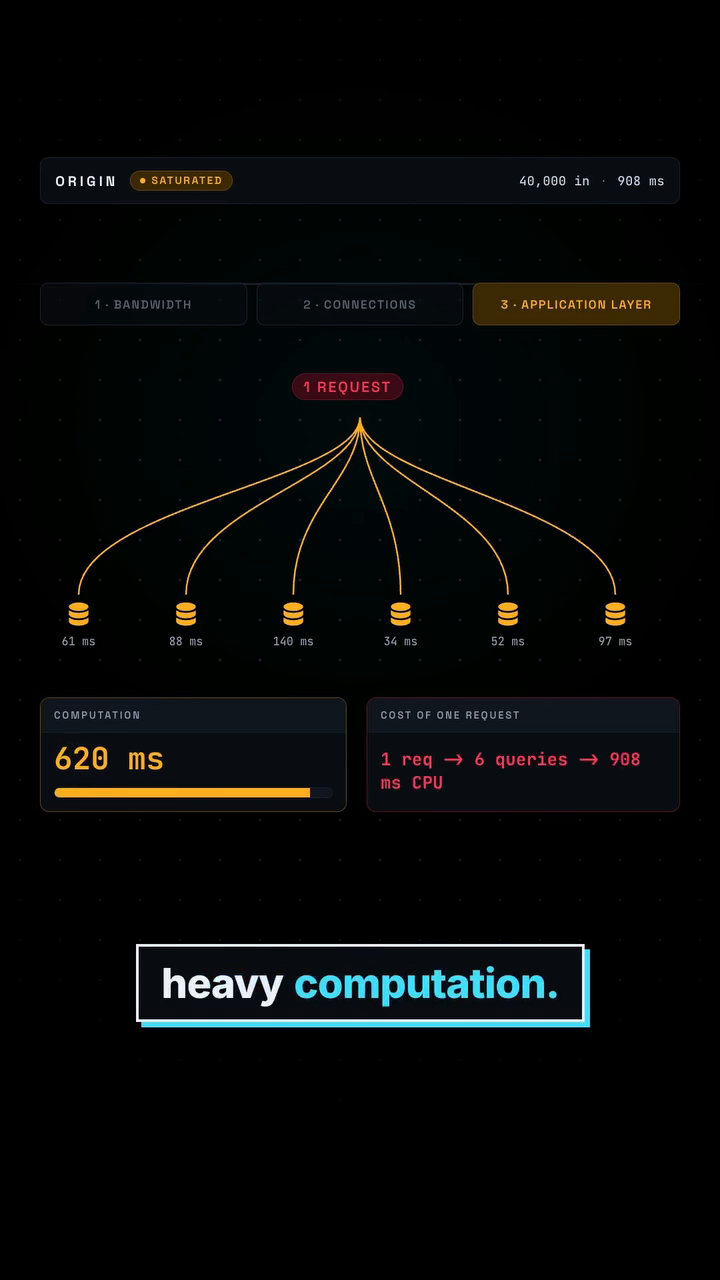 ORIGIN SATURATED 40,000 in · 908 ms
1 · BANDWIDTH 2 · CONNECTIONS 3 · APPLICATION LAYER
1 REQUEST
61 ms 88 ms 140 ms 34 ms 52 ms 97 ms
COMPUTATION
620 ms
COST OF ONE REQUEST
1 req → 6 queries → 908
ms CPU
heavy computation.